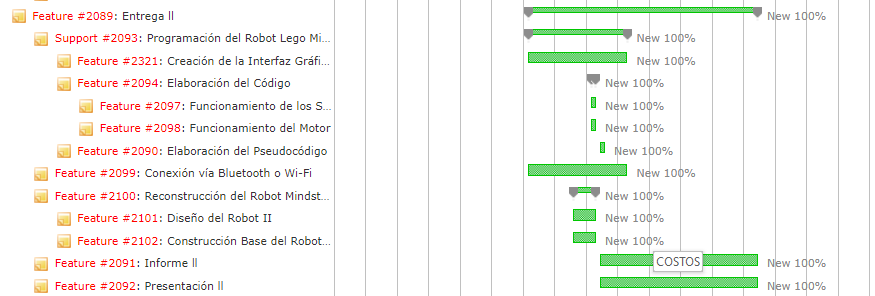 Feature #2089: Entrega ll New 100%
Support #2093: Programación del Robot Lego Mi... New 100%
Feature #2321: Creación de la Interfaz Gráfi... New 100%
Feature #2094: Elaboración del Código New 100%
Feature #2097: Funcionamiento de los S... New 100%
Feature #2098: Funcionamiento del Motor New 100%
Feature #2090: Elaboración del Pseudocódigo New 100%
Feature #2099: Conexión vía Bluetooth o Wi-Fi New 100%
Feature #2100: Reconstrucción del Robot Mindst... New 100%
Feature #2101: Diseño del Robot II New 100%
Feature #2102: Construcción Base del Robot... New 100%
Feature #2091: Informe ll COSTOS New 100%
Feature #2092: Presentación ll New 100%